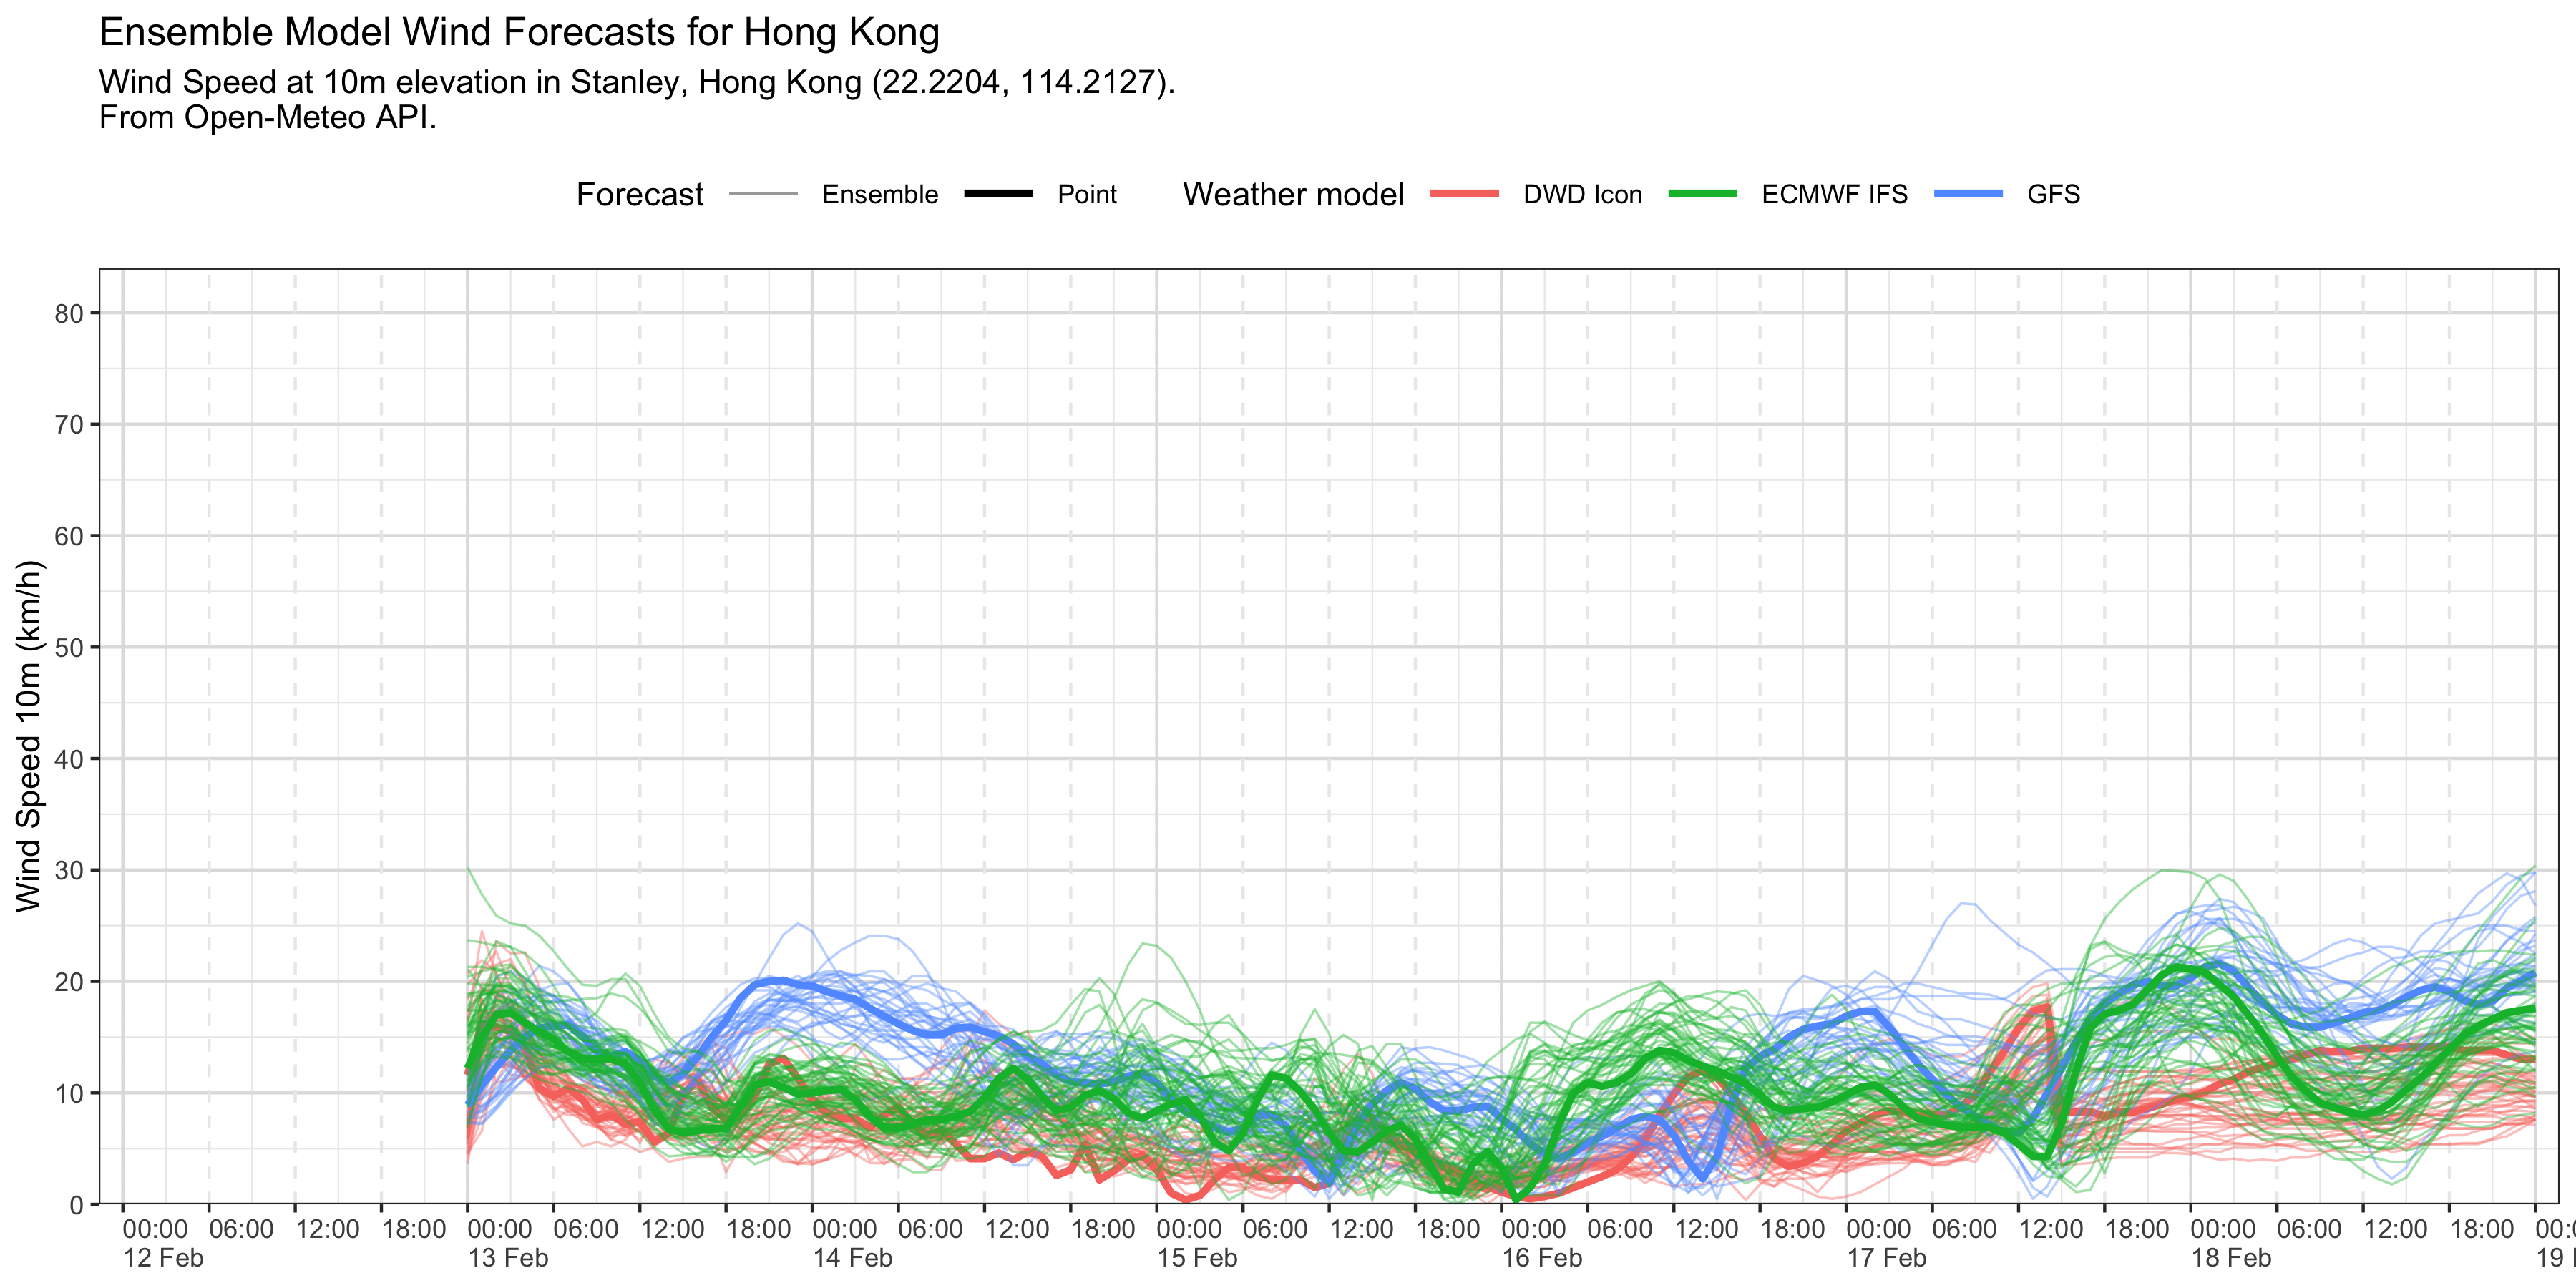 Ensemble Model Wind Forecasts for Hong Kong
Wind Speed at 10m elevation in Stanley, Hong Kong (22.2204, 114.2127).
From Open-Meteo API.
Forecast Ensemble Point Weather model DWD Icon ECMWF IFS GFS
Wind Speed 10m (km/h)
80
70
60
50
40
30
20
10
0
00:00 06:00 12:00 18:00 00:00 06:00 12:00 18:00 00:00 06:00 12:00 18:00 00:00 06:00 12:00 18:00 00:00 06:00 12:00 18:00 00:00 06:00 12:00 18:00 00:00 06:00 12:00 18:00
12 Feb 13 Feb 14 Feb 15 Feb 16 Feb 17 Feb 18 Feb 19